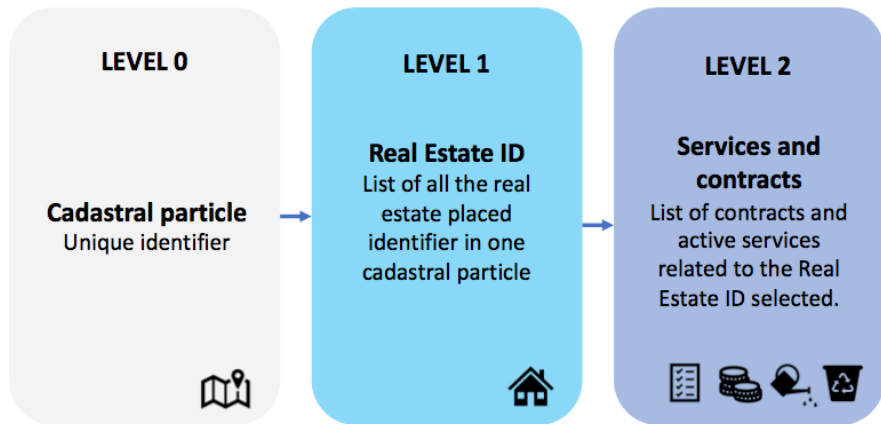 LEVEL 0
Cadastral particle
Unique identifier
LEVEL 1
Real Estate ID
List of all the real
estate placed
identifier in one
cadastral particle
LEVEL 2
Services and
contracts
List of contracts and
active services
related to the Real
Estate ID selected.